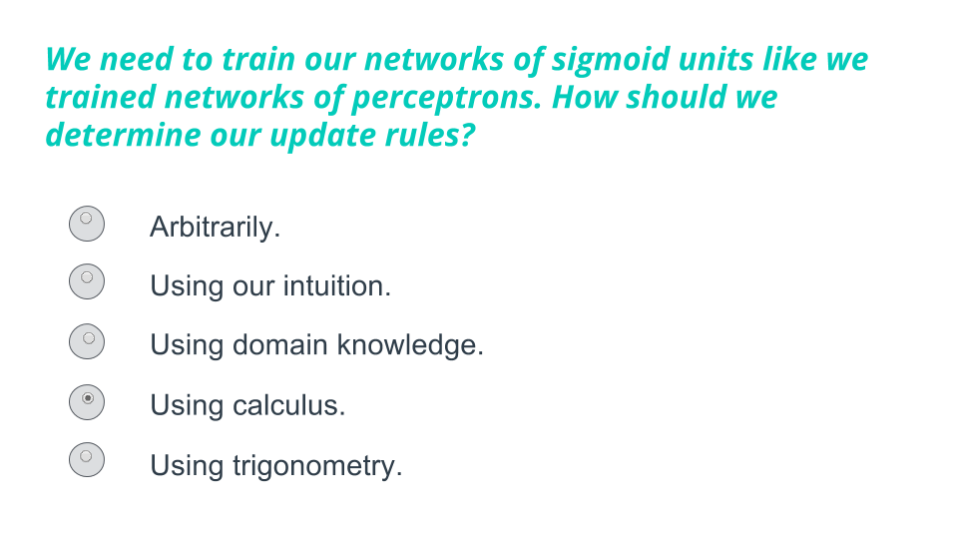 We need to train our networks of sigmoid units like we
trained networks of perceptrons. How should we
determine our update rules?
Arbitrarily.
Using our intuition.
Using domain knowledge.
Using calculus.
Using trigonometry.